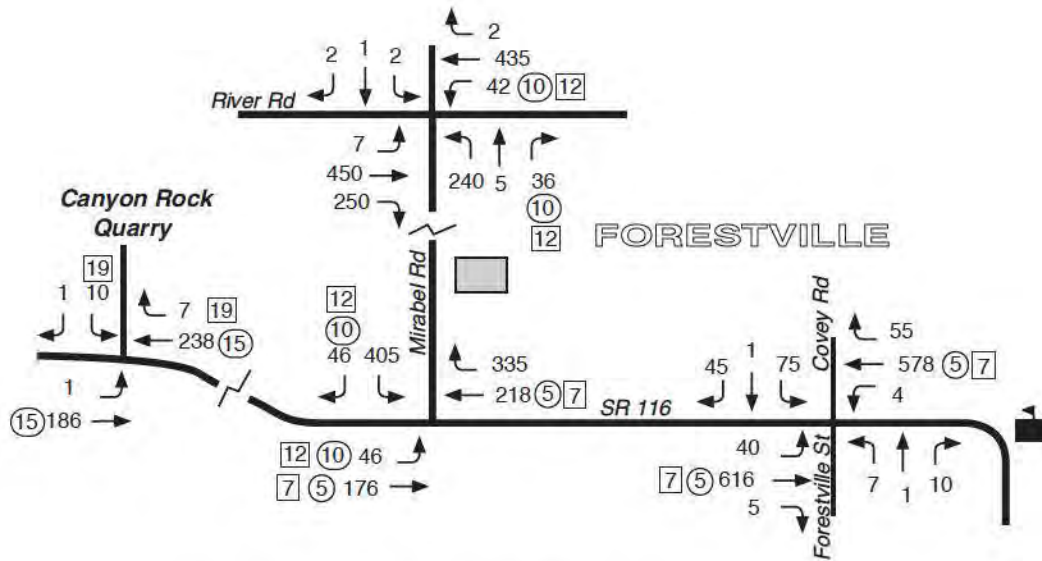 2
2 1 2
435
42 10 12
River Rd
7
450
250
240 5 36
10
12
Canyon Rock
Quarry
FORESTVILLE
19
1 10
7 19
238 15
1
15 186
Mirabel Rd
12
10
46 405
335
218 5 7
SR 116
12 10 46
7 5 176
45 1 75
Covey Rd
55
578 5 7
4
40
7 5 616
5
Forestville St
7 1 10